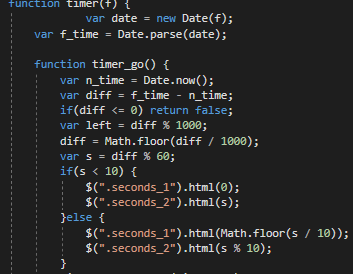 function timer(f) {
var date = new Date(f);
var f_time = Date.parse(date);
function timer_go() {
var n_time = Date.now();
var diff = f_time - n_time;
if(diff <= 0) return false;
var left = diff % 1000;
diff = Math.floor(diff / 1000);
var s = diff % 60;
if(s < 10) {
$(".seconds_1").html(0);
$(".seconds_2").html(s);
}else {
$(".seconds_1").html(Math.floor(s / 10));
$(".seconds_2").html(s % 10);
}